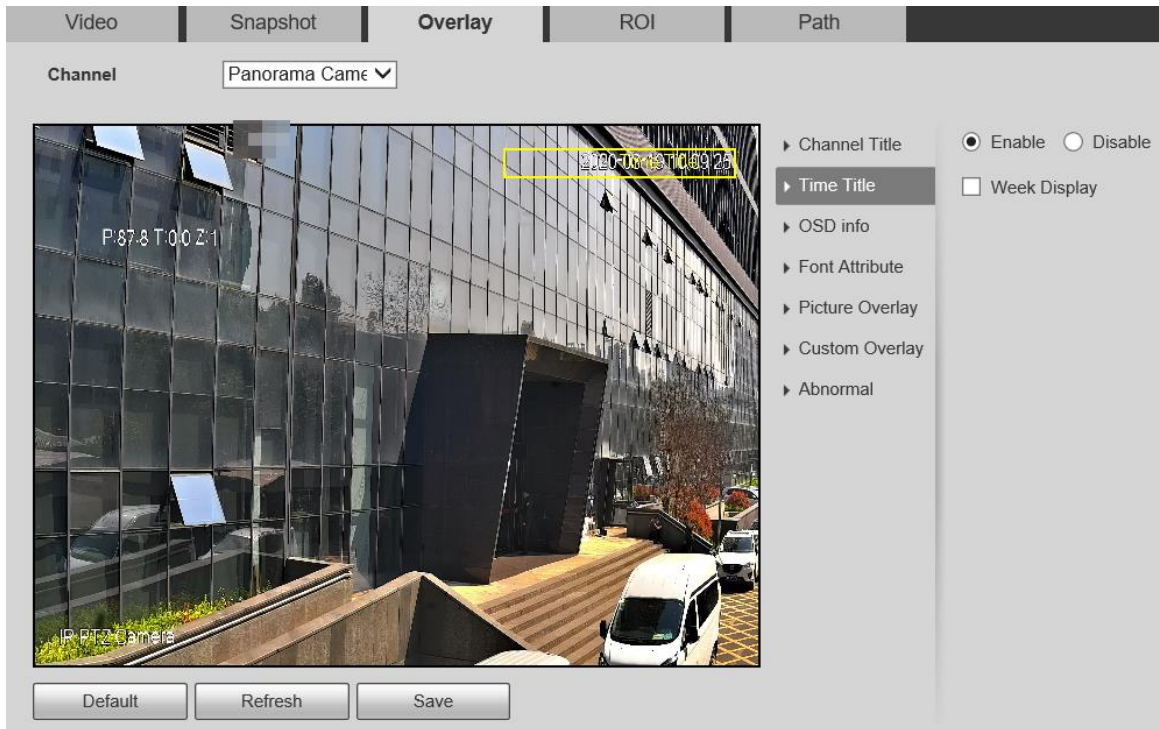 Video Snapshot Overlay ROI Path
Channel Panorama Came
Channel Title
Enable Disable
Time Title
Week Display
P:87.8 T:0.0 Z:1
OSD info
Font Attribute
Picture Overlay
Custom Overlay
Abnormal
IP PTZ Camera
Default Refresh Save